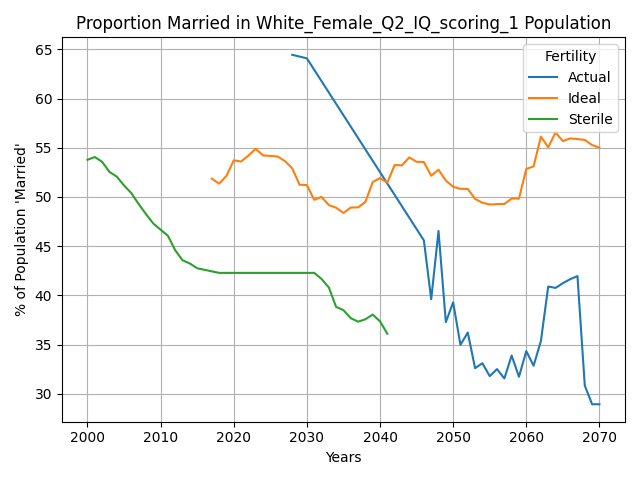 Proportion Married in White_Female_Q2_IQ_scoring_1 Population
% of Population 'Married'
65
60
55
50
45
40
35
30
Fertility
Actual
Ideal
Sterile
2000 2010 2020 2030 2040 2050 2060 2070
Years